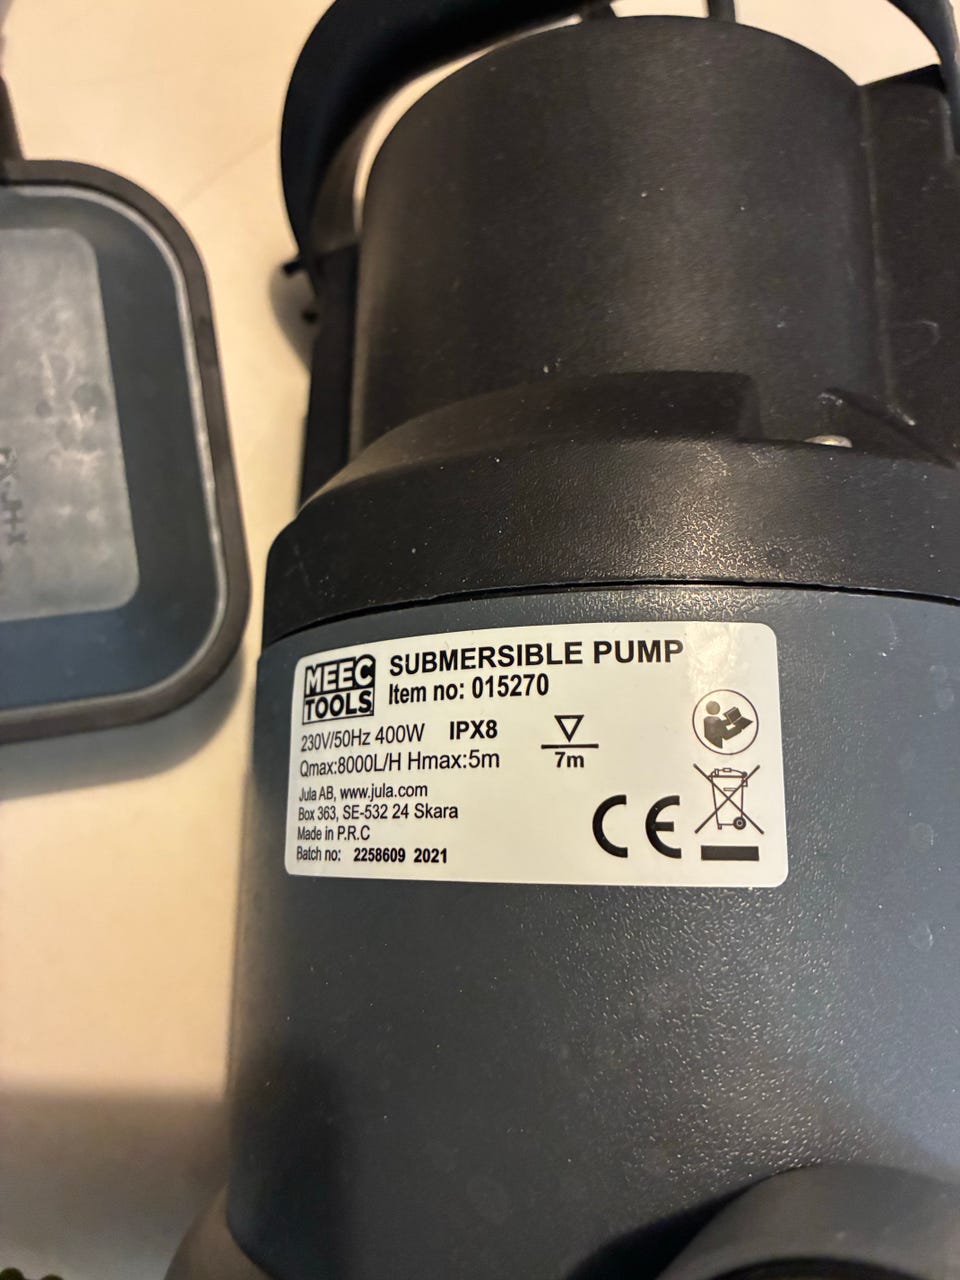 MEEC
TOOLS
SUBMERSIBLE PUMP
Item no: 015270
230V/50Hz 400W IPX8
7m
Qmax:8000L/H Hmax:5m
Jula AB, www.jula.com
Box 363, SE-532 24 Skara
Made in P.R.C
Batch no: 2258609 2021
CE